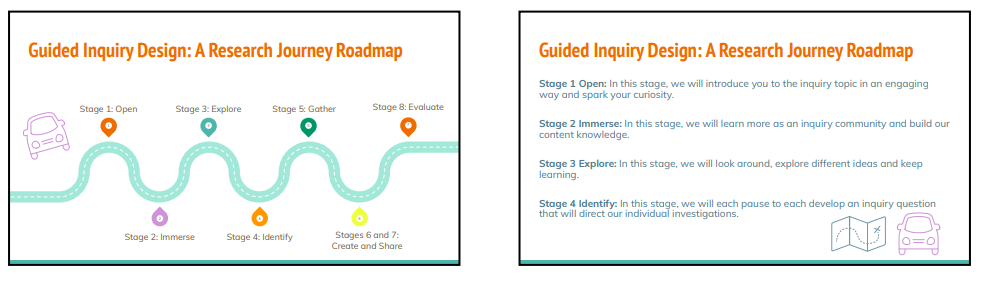 Guided Inquiry Design: A Research Journey Roadmap
Stage 1: Open
Stage 3: Explore
Stage 5: Gather
Stage 8: Evaluate
Stage 2: Immerse
Stage 4: Identify
Stages 6 and 7:
Create and Share
Guided Inquiry Design: A Research Journey Roadmap
Stage 1 Open: In this stage, we will introduce you to the inquiry topic in an engaging
way and spark your curiosity.
Stage 2 Immerse: In this stage, we will learn more as an inquiry community and build our
content knowledge.
Stage 3 Explore: In this stage, we will look around, explore different ideas and keep
learning.
Stage 4 Identify: In this stage, we will each pause to each develop an inquiry question
that will direct our individual investigations.